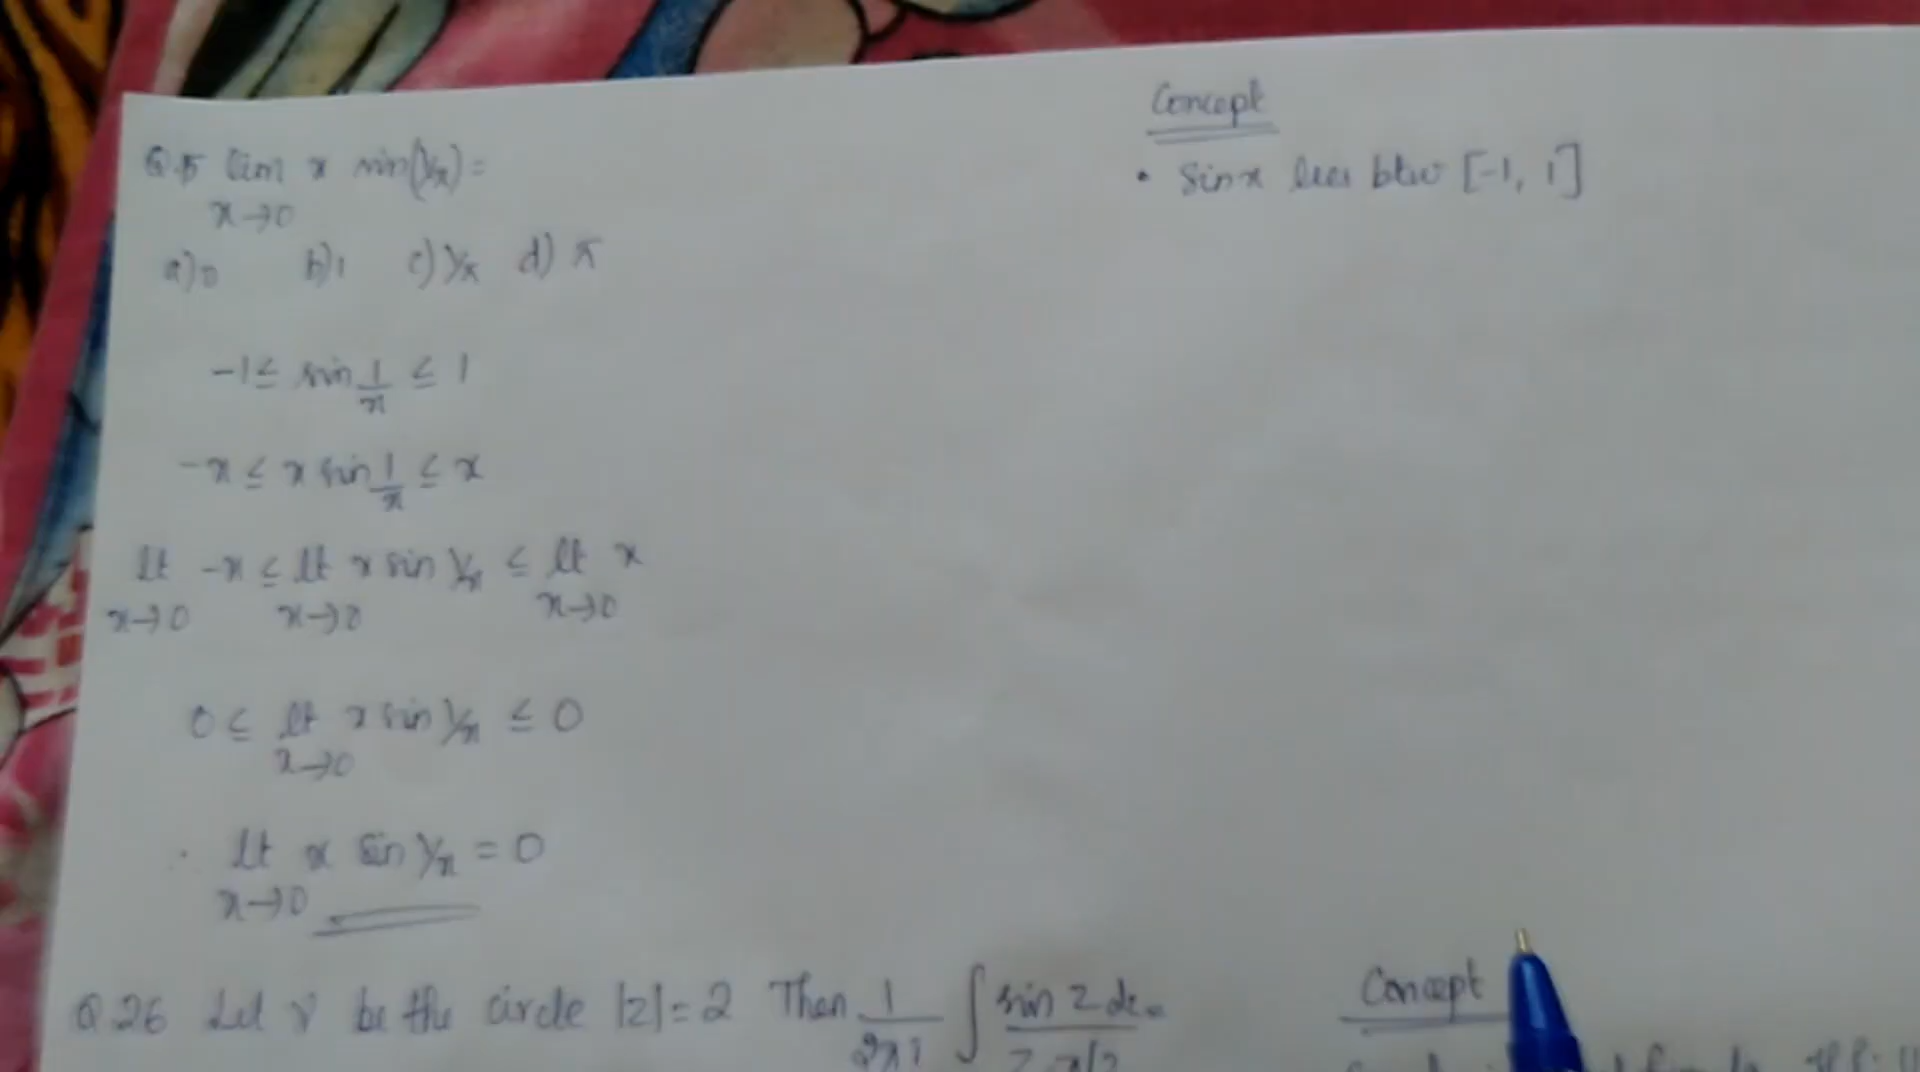 Concept
Q.5 lim x sin(1/x) =
x→0
a) 0 b) 1 c) 1/x d) π
• Sinx lies btw [-1, 1]
-1 ≤ sin 1/x ≤ 1
-x ≤ x sin 1/x ≤ x
lt -x ≤ lt x sin 1/x ≤ lt x
x→0 x→0 x→0
0 ≤ lt x sin 1/x ≤ 0
x→0
lt x sin 1/x = 0
x→0
Q.26 Let γ be the circle |z| = 2 Then 1/2πi ∫ sin z dz =
z-π/2
Concept